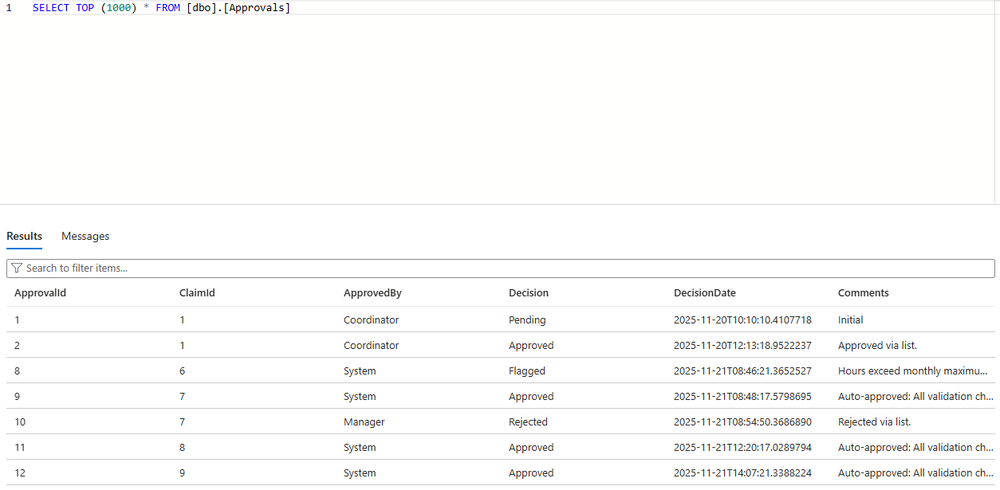 1 SELECT TOP (1000) * FROM [dbo].[Approvals]
Results Messages
Search to filter items...
ApprovalId ClaimId ApprovedBy Decision DecisionDate Comments
1 1 Coordinator Pending 2025-11-20T10:10:10.4107718 Initial
2 1 Coordinator Approved 2025-11-20T12:13:18.9522237 Approved via list.
8 6 System Flagged 2025-11-21T08:46:21.3652527 Hours exceed monthly maximu...
9 7 System Approved 2025-11-21T08:48:17.5798695 Auto-approved: All validation ch...
10 7 Manager Rejected 2025-11-21T08:54:50.3686890 Rejected via list.
11 8 System Approved 2025-11-21T12:20:17.0289794 Auto-approved: All validation ch...
12 9 System Approved 2025-11-21T14:07:21.3388224 Auto-approved: All validation ch...